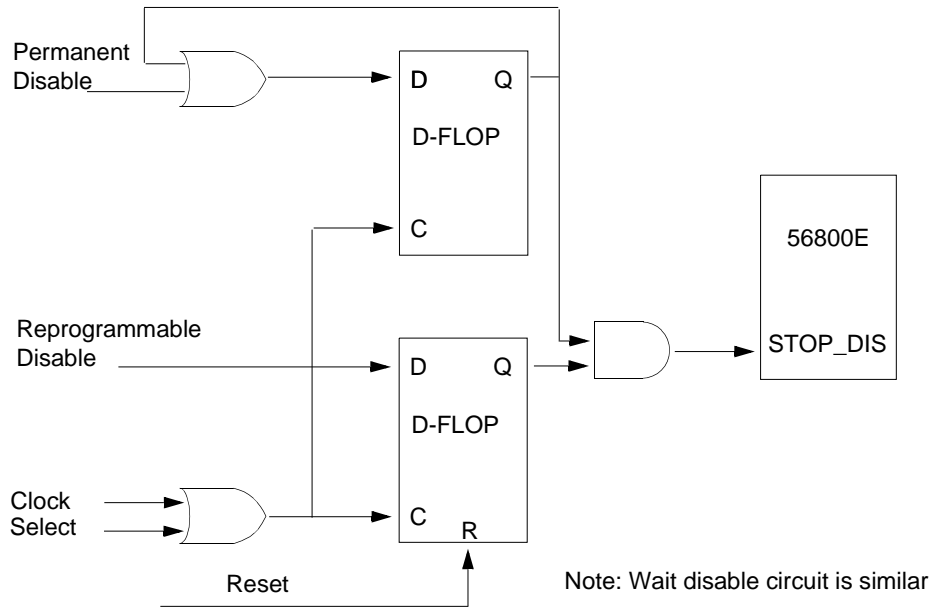 Permanent
Disable
D Q
D-FLOP
C
56800E
STOP_DIS
Reprogrammable
Disable
D Q
D-FLOP
C
R
Clock
Select
Reset
Note: Wait disable circuit is similar